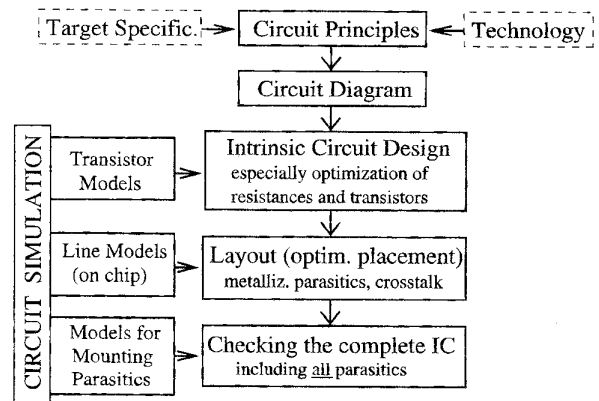 Target Specific.
Circuit Principles
Technology
Circuit Diagram
CIRCUIT SIMULATION
Transistor
Models
Intrinsic Circuit Design
especially optimization of
resistances and transistors
Line Models
(on chip)
Layout (optim. placement)
metalliz. parasitics, crosstalk
Models for
Mounting
Parasitics
Checking the complete IC
including all parasitics